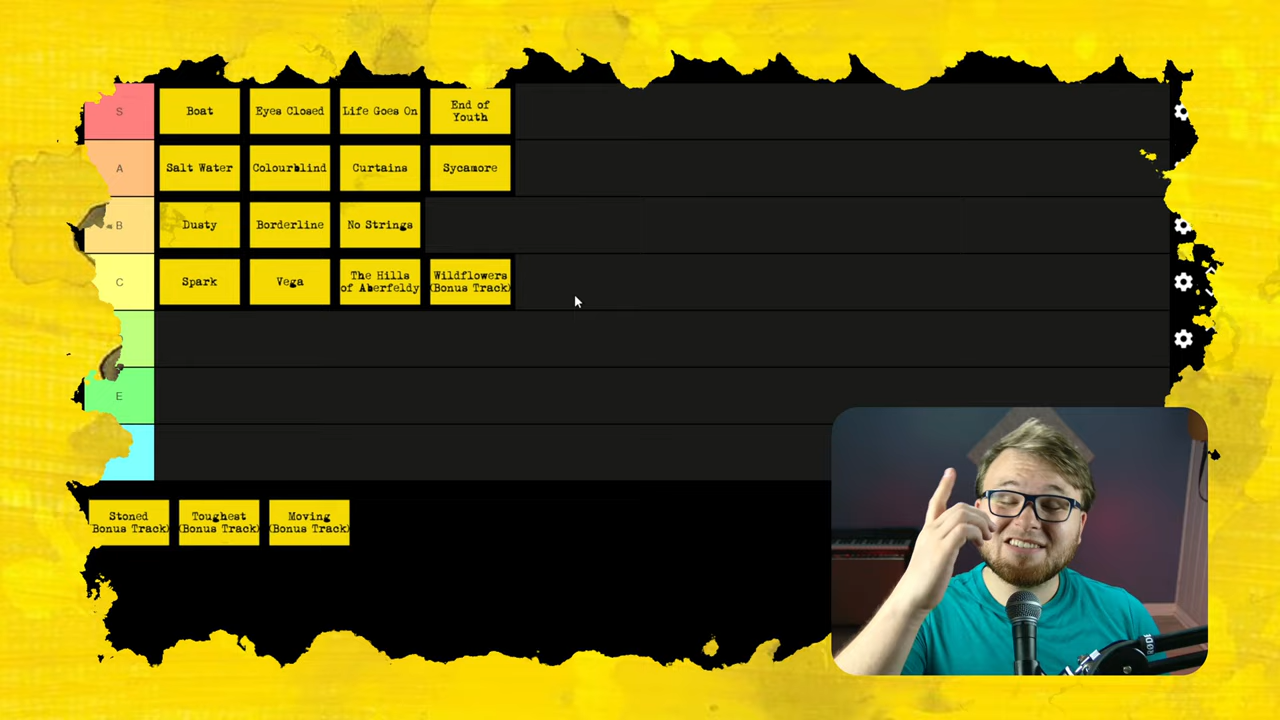 S
Boat
Eyes Closed
Life Goes On
End of
Youth
A
Salt Water
Colourblind
Curtains
Sycamore
B
Dusty
Borderline
No Strings
C
Spark
Vega
The Hills
of Aberfeldy
Wildflowers
(Bonus Track)
E
Stoned
Bonus Track)
Toughest
(Bonus Track)
Moving
(Bonus Track)
RØDE